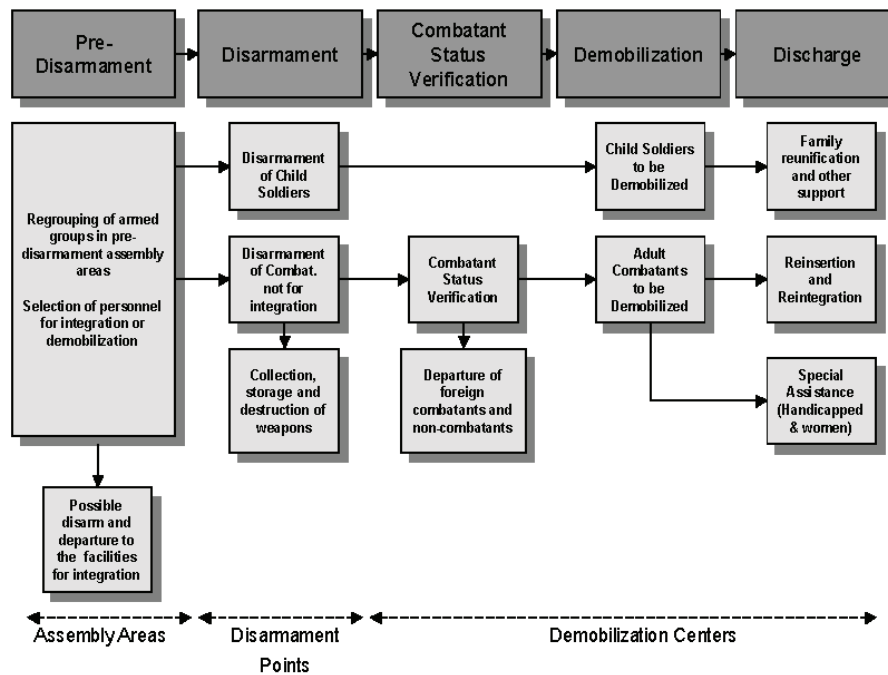 Pre-
Disarmament
Disarmament
Combatant
Status
Verification
Demobilization
Discharge
Regrouping of armed
groups in pre-
disarmament assembly
areas
Selection of personnel
for integration or
demobilization
Disarmament
of Child
Soldiers
Child Soldiers
to be
Demobilized
Family
reunification
and other
support
Disarmament
of Combat.
not for
integration
Combatant
Status
Verification
Adult
Combatants
to be
Demobilized
Reinsertion
and
Reintegration
Collection,
storage and
destruction of
weapons
Departure of
foreign
combatants and
non-combatants
Special
Assistance
(Handicapped
& women)
Possible
disarm and
departure to
the facilities
for integration
Assembly Areas
Disarmament
Points
Demobilization Centers